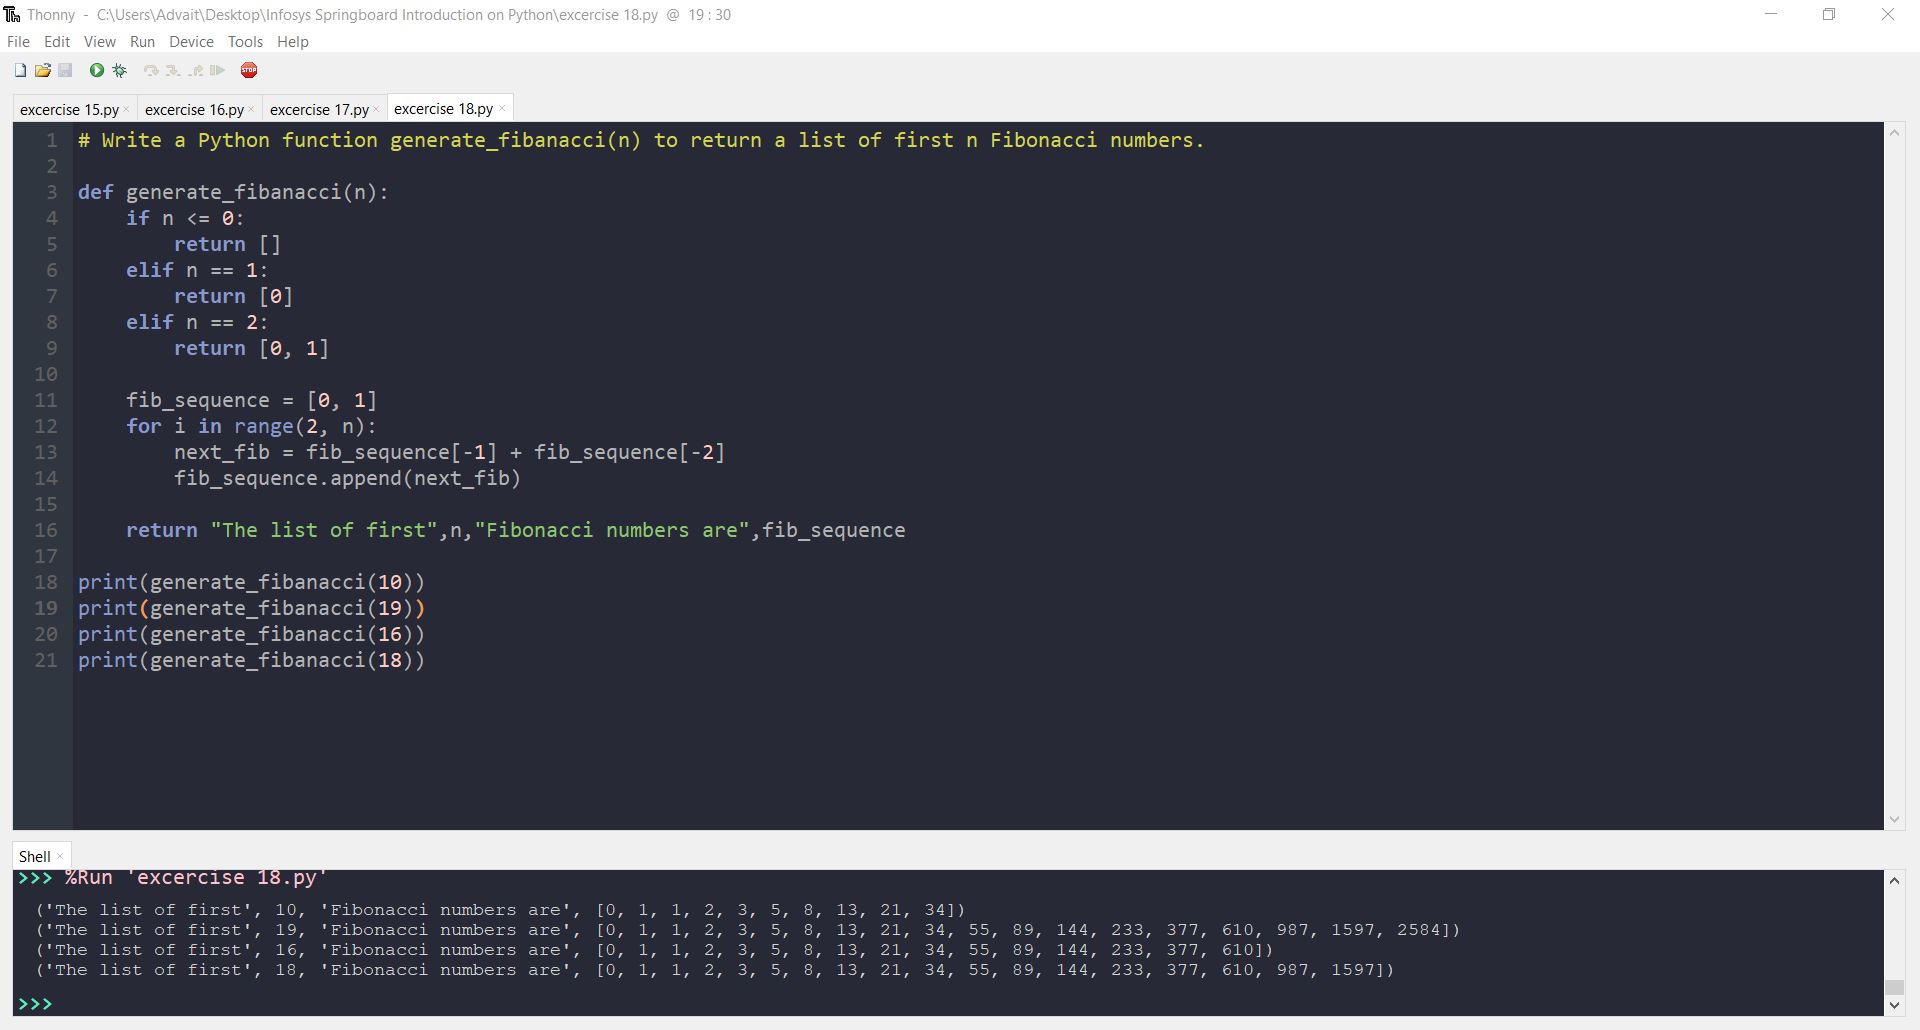 Thonny - C:\Users\Advait\Desktop\Infosys Springboard Introduction on Python\excercise 18.py @ 19 : 30
File Edit View Run Device Tools Help
STOP
excercise 15.py × excercise 16.py × excercise 17.py × excercise 18.py ×
1 # Write a Python function generate_fibanacci(n) to return a list of first n Fibonacci numbers.
2
3 def generate_fibanacci(n):
4     if n <= 0:
5         return []
6     elif n == 1:
7         return [0]
8     elif n == 2:
9         return [0, 1]
10
11     fib_sequence = [0, 1]
12     for i in range(2, n):
13         next_fib = fib_sequence[-1] + fib_sequence[-2]
14         fib_sequence.append(next_fib)
15
16     return "The list of first",n,"Fibonacci numbers are",fib_sequence
17
18 print(generate_fibanacci(10))
19 print(generate_fibanacci(19))
20 print(generate_fibanacci(16))
21 print(generate_fibanacci(18))
Shell ×
>>> %Run 'excercise 18.py'
('The list of first', 10, 'Fibonacci numbers are', [0, 1, 1, 2, 3, 5, 8, 13, 21, 34])
('The list of first', 19, 'Fibonacci numbers are', [0, 1, 1, 2, 3, 5, 8, 13, 21, 34, 55, 89, 144, 233, 377, 610, 987, 1597, 2584])
('The list of first', 16, 'Fibonacci numbers are', [0, 1, 1, 2, 3, 5, 8, 13, 21, 34, 55, 89, 144, 233, 377, 610])
('The list of first', 18, 'Fibonacci numbers are', [0, 1, 1, 2, 3, 5, 8, 13, 21, 34, 55, 89, 144, 233, 377, 610, 987, 1597])
>>>